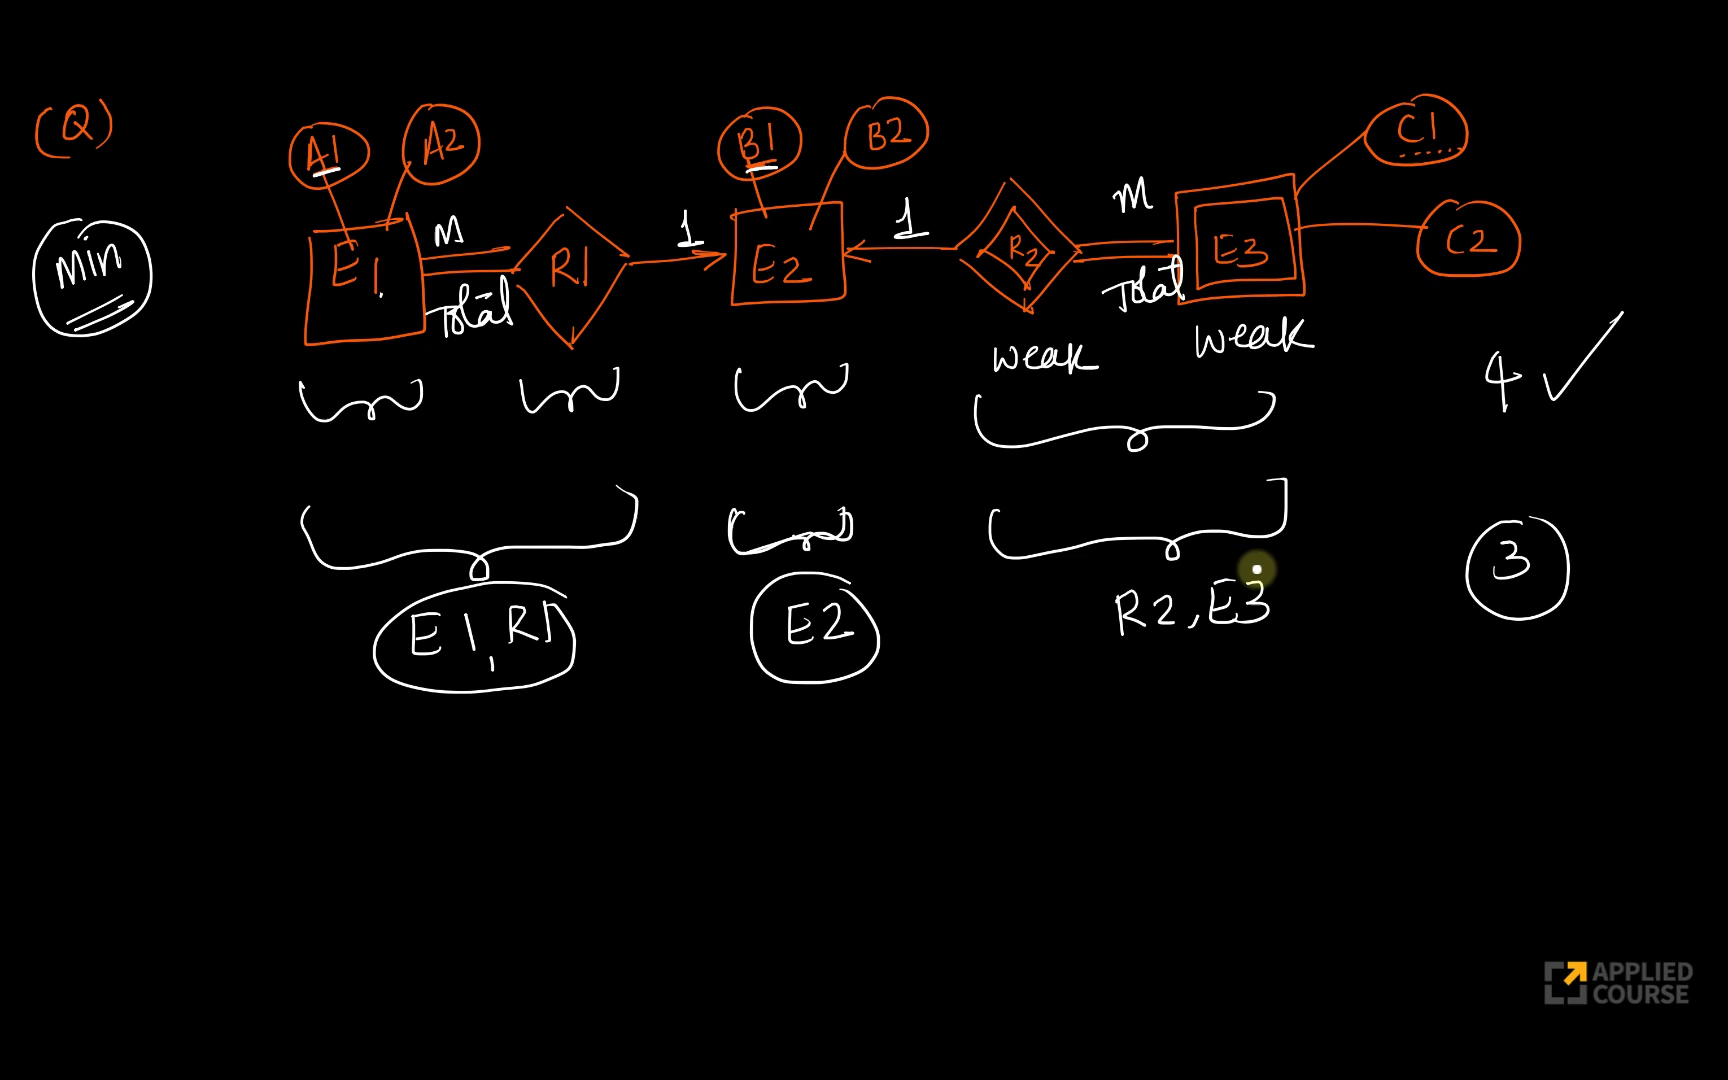 (Q)
A1 A2 B1 B2 C1
Min
E1 M R1 1 E2 1 R2 M E3 C2
Total Total
weak weak
4
3
E1, R1 E2 R2, E3
APPLIED
COURSE